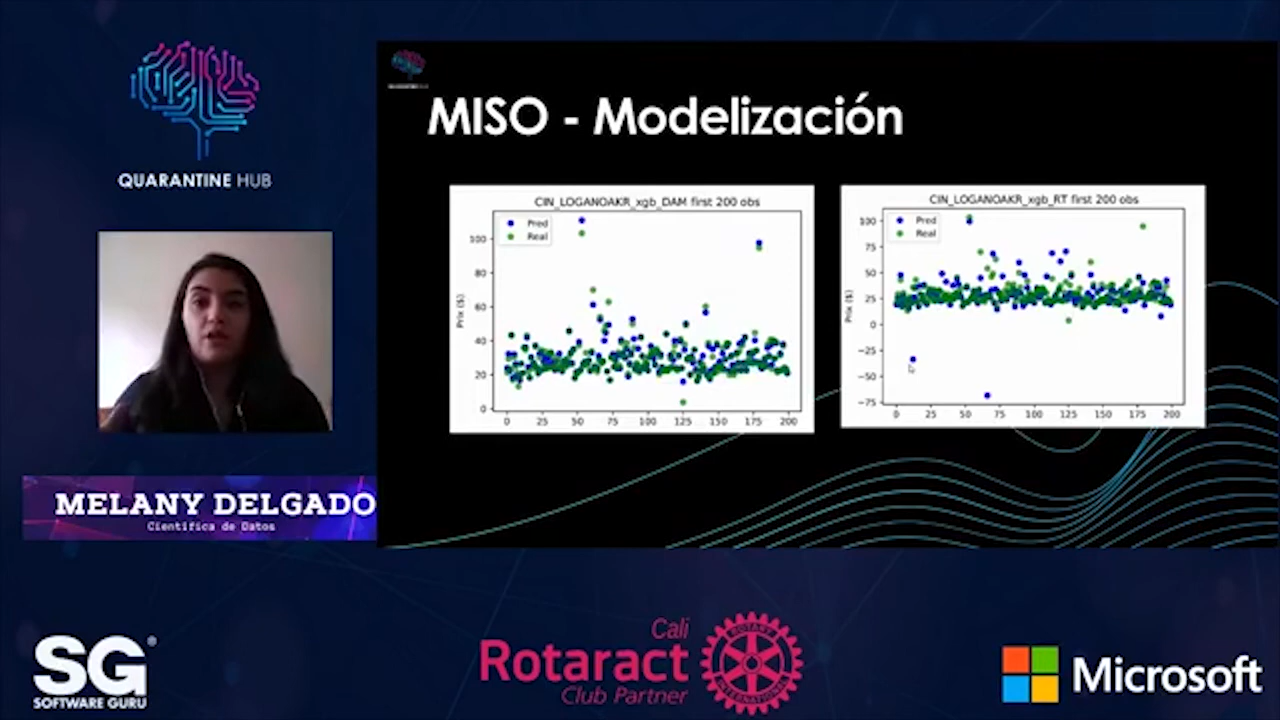 QUARANTINE HUB
MELANY DELGADO
Científica de Datos
MISO - Modelización
CIN_LOGANOAKR_xgb_DAM first 200 obs
Pred
Real
Prix ($)
100
80
60
40
20
0
0 25 50 75 100 125 150 175 200
CIN_LOGANOAKR_xgb_RT first 200 obs
Pred
Real
Prix ($)
100
75
50
25
0
−25
−50
−75
0 25 50 75 100 125 150 175 200
SG®
SOFTWARE GURU
Cali
Rotaract
Club Partner
ROTARY
INTERNATIONAL
Microsoft